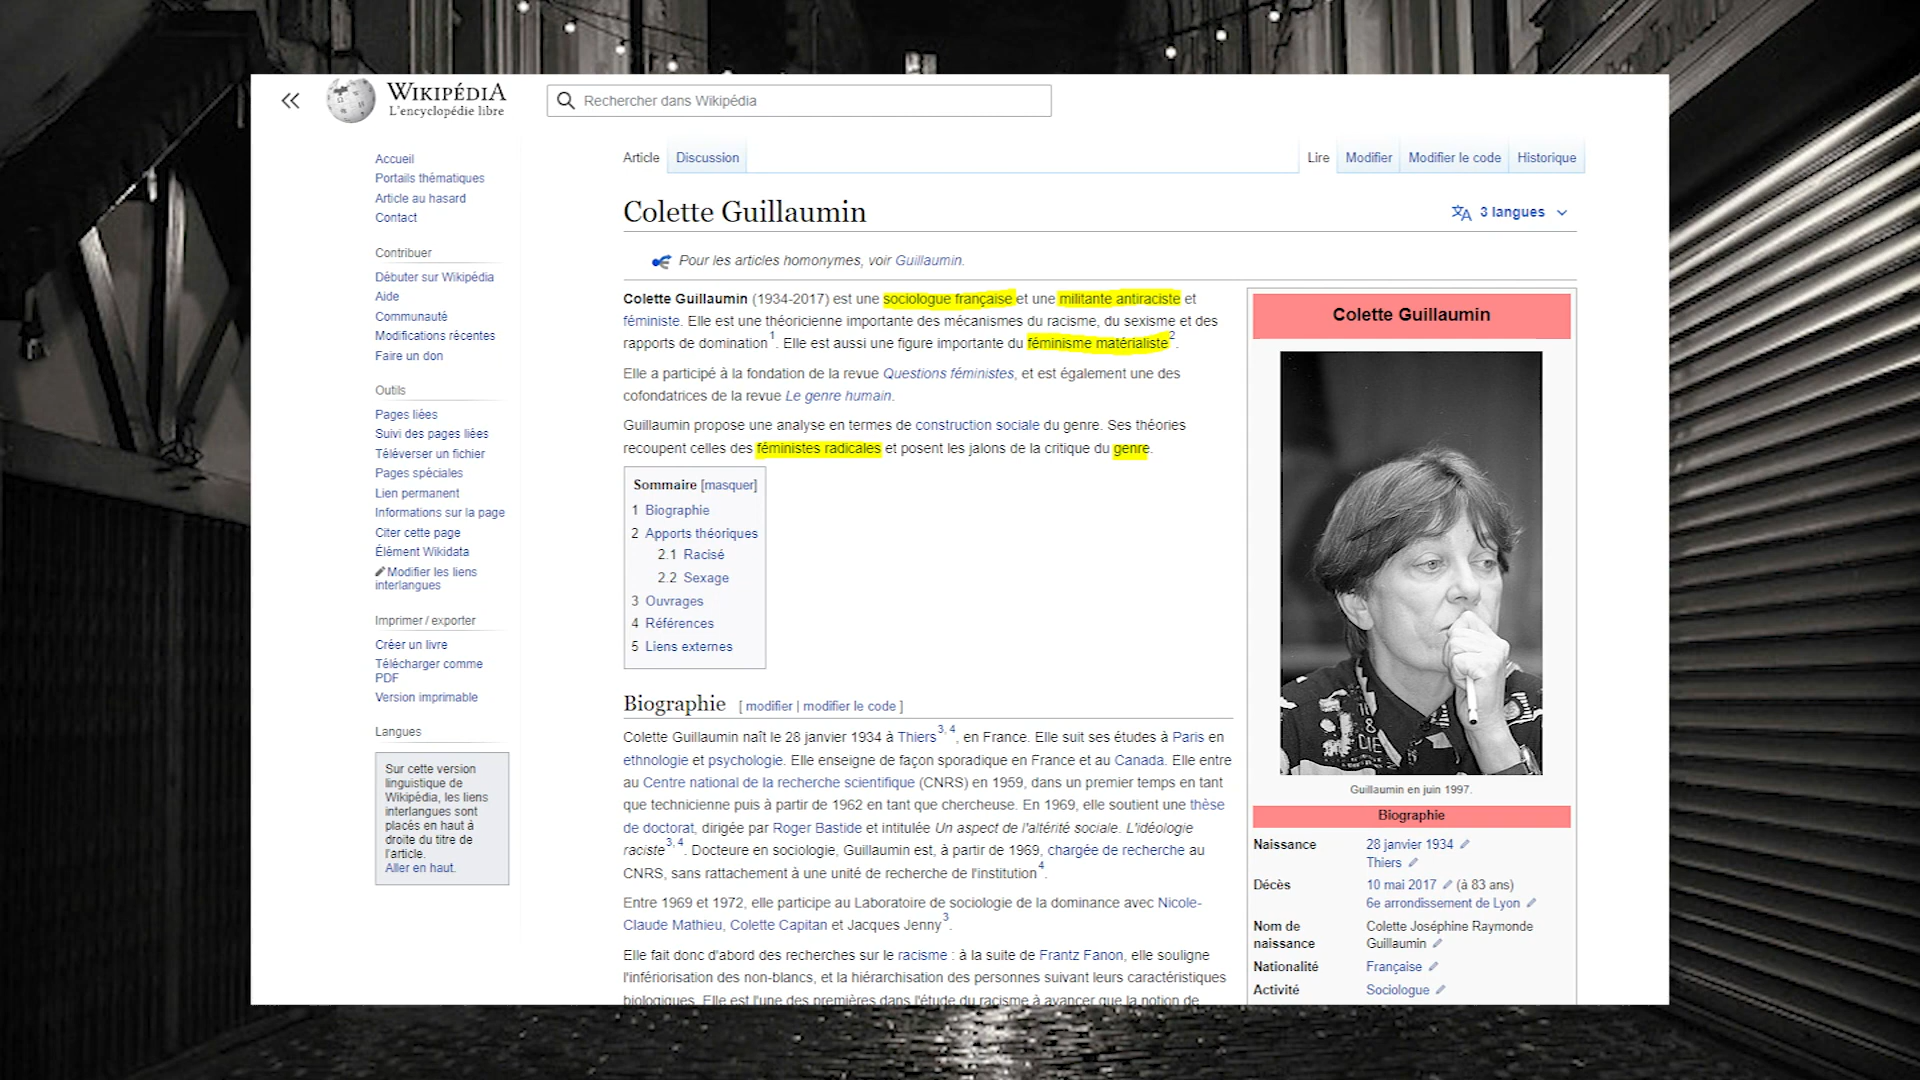 WIKIPÉDIA
L'encyclopédie libre
Rechercher dans Wikipédia
Accueil
Portails thématiques
Article au hasard
Contact
Contribuer
Débuter sur Wikipédia
Aide
Communauté
Modifications récentes
Faire un don
Outils
Pages liées
Suivi des pages liées
Téléverser un fichier
Pages spéciales
Lien permanent
Informations sur la page
Citer cette page
Élément Wikidata
Modifier les liens
interlangues
Imprimer / exporter
Créer un livre
Télécharger comme
PDF
Version imprimable
Langues
Sur cette version
linguistique de
Wikipédia, les liens
interlangues sont
placés en haut à
droite du titre de
l'article.
Aller en haut.
Article Discussion Lire Modifier Modifier le code Historique
Colette Guillaumin
3 langues
Pour les articles homonymes, voir Guillaumin.
Colette Guillaumin (1934-2017) est une sociologue française et une militante antiraciste et
féministe. Elle est une théoricienne importante des mécanismes du racisme, du sexisme et des
rapports de domination 1. Elle est aussi une figure importante du féminisme matérialiste 2.
Elle a participé à la fondation de la revue Questions féministes, et est également une des
cofondatrices de la revue Le genre humain.
Guillaumin propose une analyse en termes de construction sociale du genre. Ses théories
recoupent celles des féministes radicales et posent les jalons de la critique du genre.
Sommaire [masquer]
1 Biographie
2 Apports théoriques
2.1 Racisé
2.2 Sexage
3 Ouvrages
4 Références
5 Liens externes
Biographie [ modifier | modifier le code ]
Colette Guillaumin naît le 28 janvier 1934 à Thiers 3, 4, en France. Elle suit ses études à Paris en
ethnologie et psychologie. Elle enseigne de façon sporadique en France et au Canada. Elle entre
au Centre national de la recherche scientifique (CNRS) en 1959, dans un premier temps en tant
que technicienne puis à partir de 1962 en tant que chercheuse. En 1969, elle soutient une thèse
de doctorat, dirigée par Roger Bastide et intitulée Un aspect de l'altérité sociale. L'idéologie
raciste 3, 4. Docteure en sociologie, Guillaumin est, à partir de 1969, chargée de recherche au
CNRS, sans rattachement à une unité de recherche de l'institution 4.
Entre 1969 et 1972, elle participe au Laboratoire de sociologie de la dominance avec Nicole-
Claude Mathieu, Colette Capitan et Jacques Jenny 3.
Elle fait donc d'abord des recherches sur le racisme : à la suite de Frantz Fanon, elle souligne
l'infériorisation des non-blancs, et la hiérarchisation des personnes suivant leurs caractéristiques
biologiques. Elle est l'une des premières dans l'étude du racisme à avancer que la notion de
Colette Guillaumin
Guillaumin en juin 1997.
Biographie
Naissance 28 janvier 1934
Thiers
Décès 10 mai 2017 (à 83 ans)
6e arrondissement de Lyon
Nom de naissance Colette Joséphine Raymonde
Guillaumin
Nationalité Française
Activité Sociologue